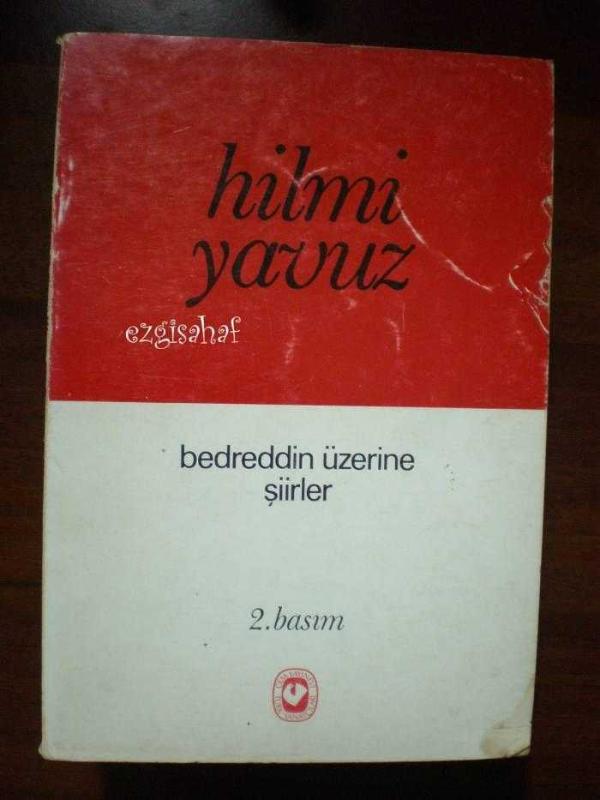 hilmi
yavuz
ezgisahaf
bedreddin üzerine
şiirler
2.basım